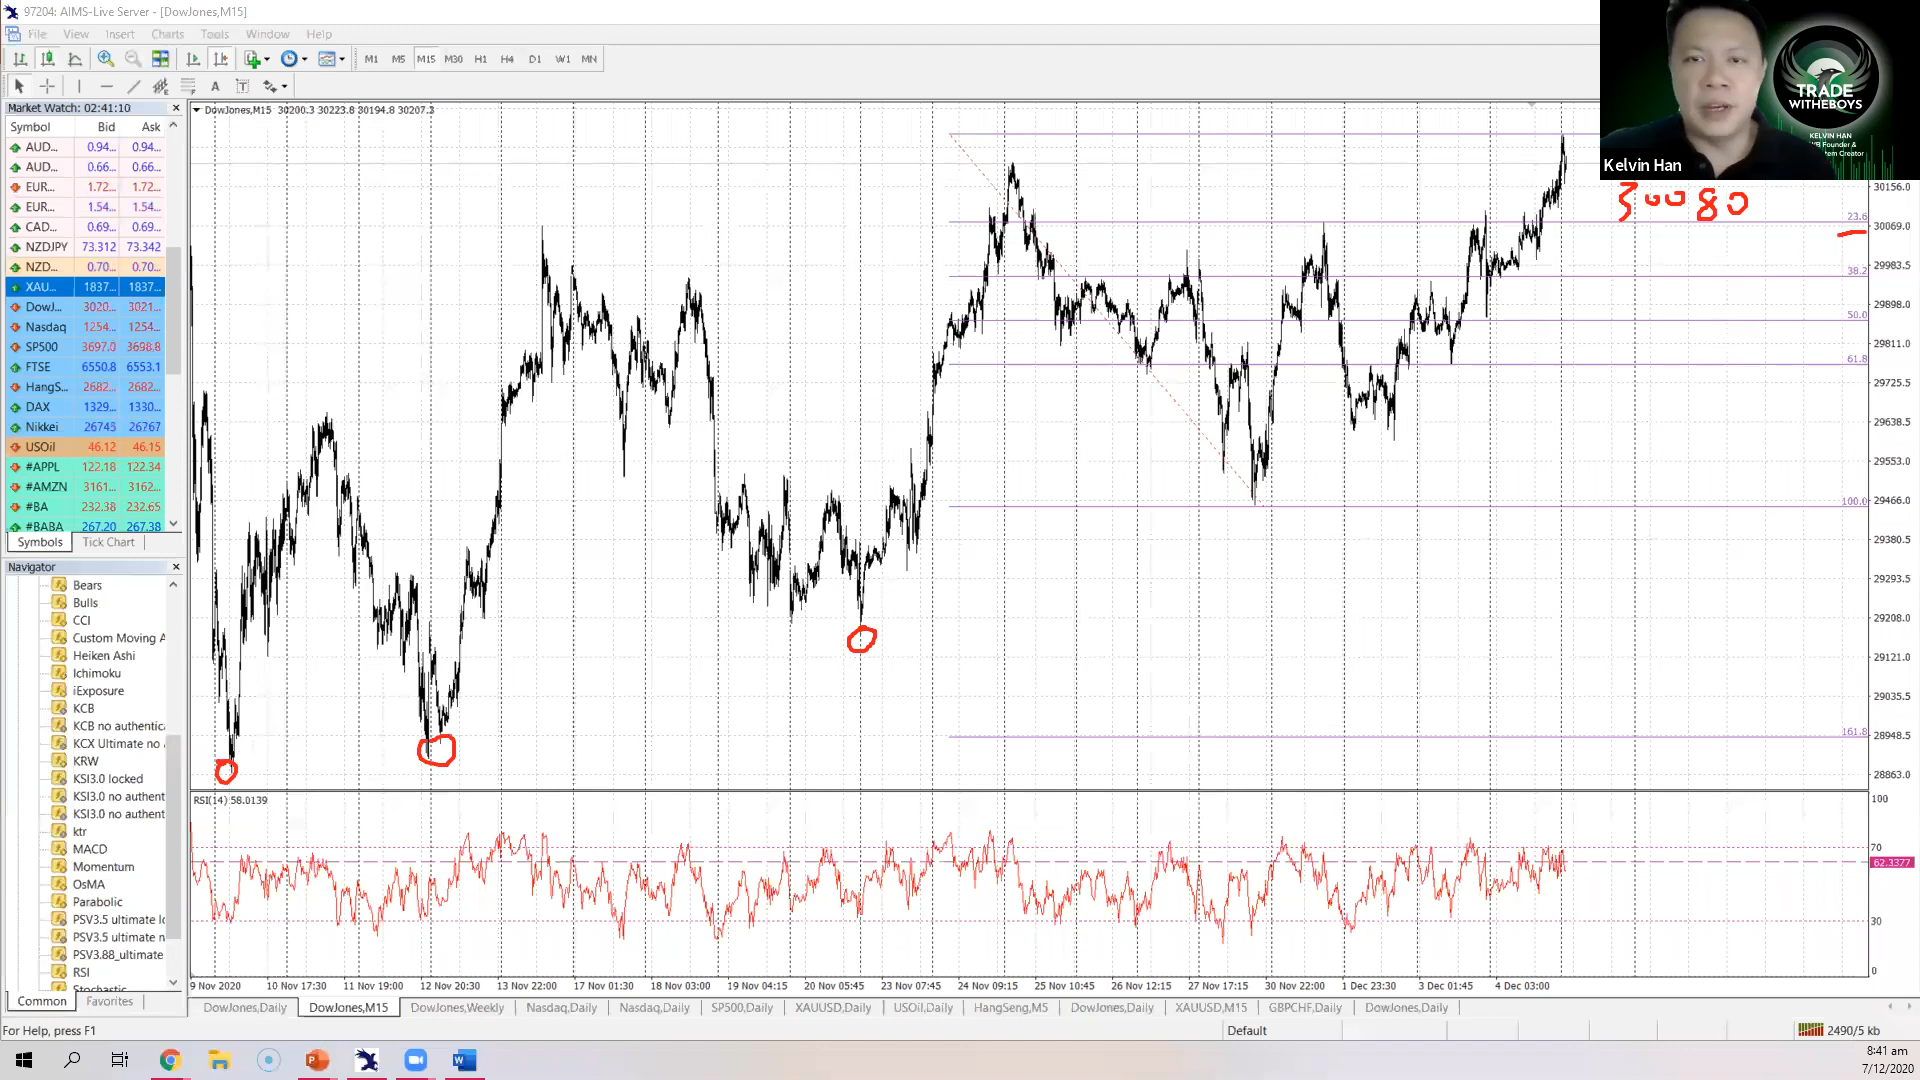 97204: AIMS-Live Server - [DowJones,M15]
File View Insert Charts Tools Window Help
M1 M5 M15 M30 H1 H4 D1 W1 MN
A T
Market Watch: 02:41:10
Symbol Bid Ask
AUD... 0.94... 0.94...
AUD... 0.66... 0.66...
EUR... 1.72... 1.72...
EUR... 1.54... 1.54...
CAD... 0.69... 0.69...
NZDJPY 73.312 73.342
NZD... 0.70... 0.70...
XAU... 1837... 1837...
DowJ... 3020... 3021...
Nasdaq 1254... 1254...
SP500 3697.0 3698.8
FTSE 6550.8 6553.1
HangS... 2682... 2682...
DAX 1329... 1330...
Nikkei 26745 26767
USOil 46.12 46.15
#APPL 122.18 122.34
#AMZN 3161... 3162...
#BA 232.38 232.65
#BABA 267.20 267.38
Symbols Tick Chart
Navigator
Bears
Bulls
CCI
Custom Moving A
Heiken Ashi
Ichimoku
iExposure
KCB
KCB no authentica
KCX Ultimate no
KRW
KSI3.0 locked
KSI3.0 no authent
KSI3.0 no authent
ktr
MACD
Momentum
OsMA
Parabolic
PSV3.5 ultimate lo
PSV3.5 ultimate n
PSV3.88_ultimate
RSI
Stochastic
Common Favorites
DowJones,M15 30200.3 30223.8 30194.8 30207.3
TRADE
WITHEBOYS
KELVIN HAN
Kelvin Han
30080
23.6
38.2
50.0
61.8
100.0
161.8
30156.0
30069.0
29983.5
29898.0
29811.0
29725.5
29638.5
29553.0
29466.0
29380.5
29293.5
29208.0
29121.0
29035.5
28948.5
28863.0
RSI(14) 58.0139
100
70
62.3377
30
0
9 Nov 2020 10 Nov 17:30 11 Nov 19:00 12 Nov 20:30 13 Nov 22:00 17 Nov 01:30 18 Nov 03:00 19 Nov 04:15 20 Nov 05:45 23 Nov 07:45 24 Nov 09:15 25 Nov 10:45 26 Nov 12:15 27 Nov 17:15 30 Nov 22:00 1 Dec 23:30 3 Dec 01:45 4 Dec 03:00
DowJones,Daily DowJones,M15 DowJones,Weekly Nasdaq,Daily Nasdaq,Daily SP500,Daily XAUUSD,Daily USOil,Daily HangSeng,M5 DowJones,Daily XAUUSD,M15 GBPCHF,Daily DowJones,Daily
For Help, press F1 Default 2490/5 kb
8:41 am
7/12/2020